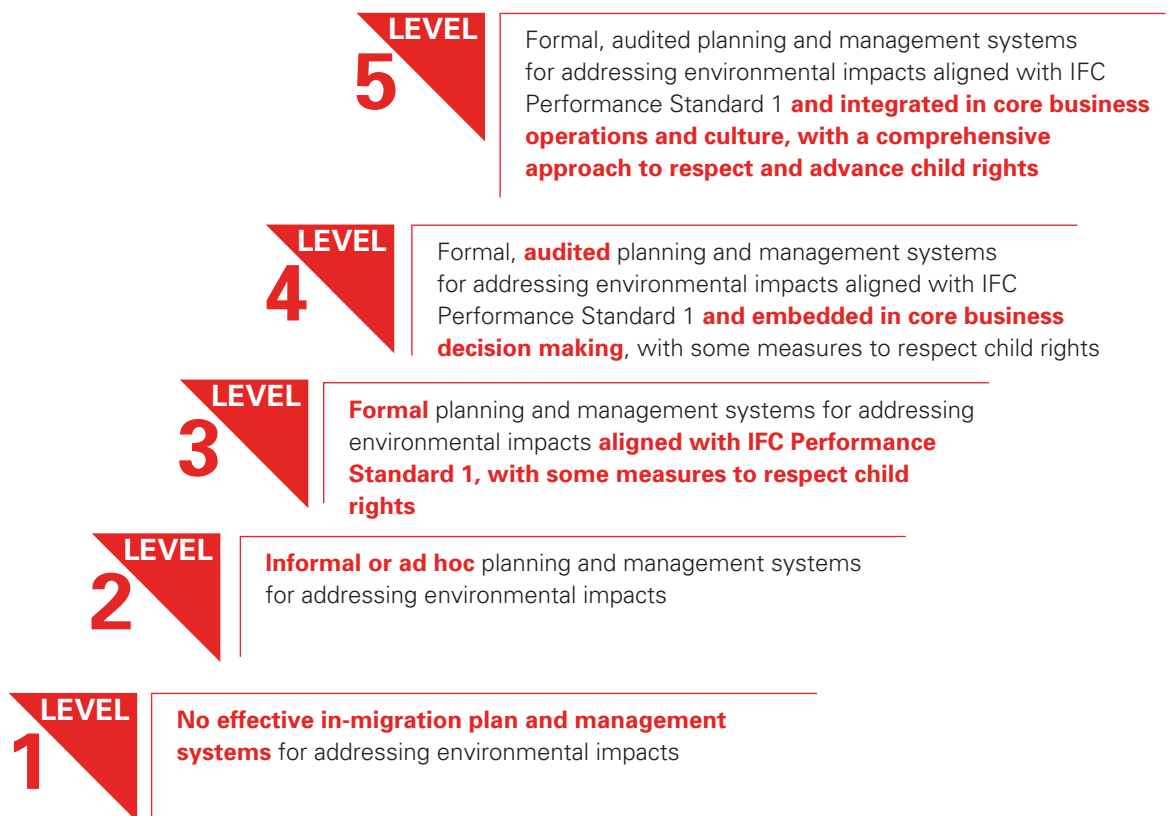 LEVEL
5
Formal, audited planning and management systems
for addressing environmental impacts aligned with IFC
Performance Standard 1 and integrated in core business
operations and culture, with a comprehensive
approach to respect and advance child rights
LEVEL
4
Formal, audited planning and management systems
for addressing environmental impacts aligned with IFC
Performance Standard 1 and embedded in core business
decision making, with some measures to respect child rights
LEVEL
3
Formal planning and management systems for addressing
environmental impacts aligned with IFC Performance
Standard 1, with some measures to respect child
rights
LEVEL
2
Informal or ad hoc planning and management systems
for addressing environmental impacts
LEVEL
1
No effective in-migration plan and management
systems for addressing environmental impacts